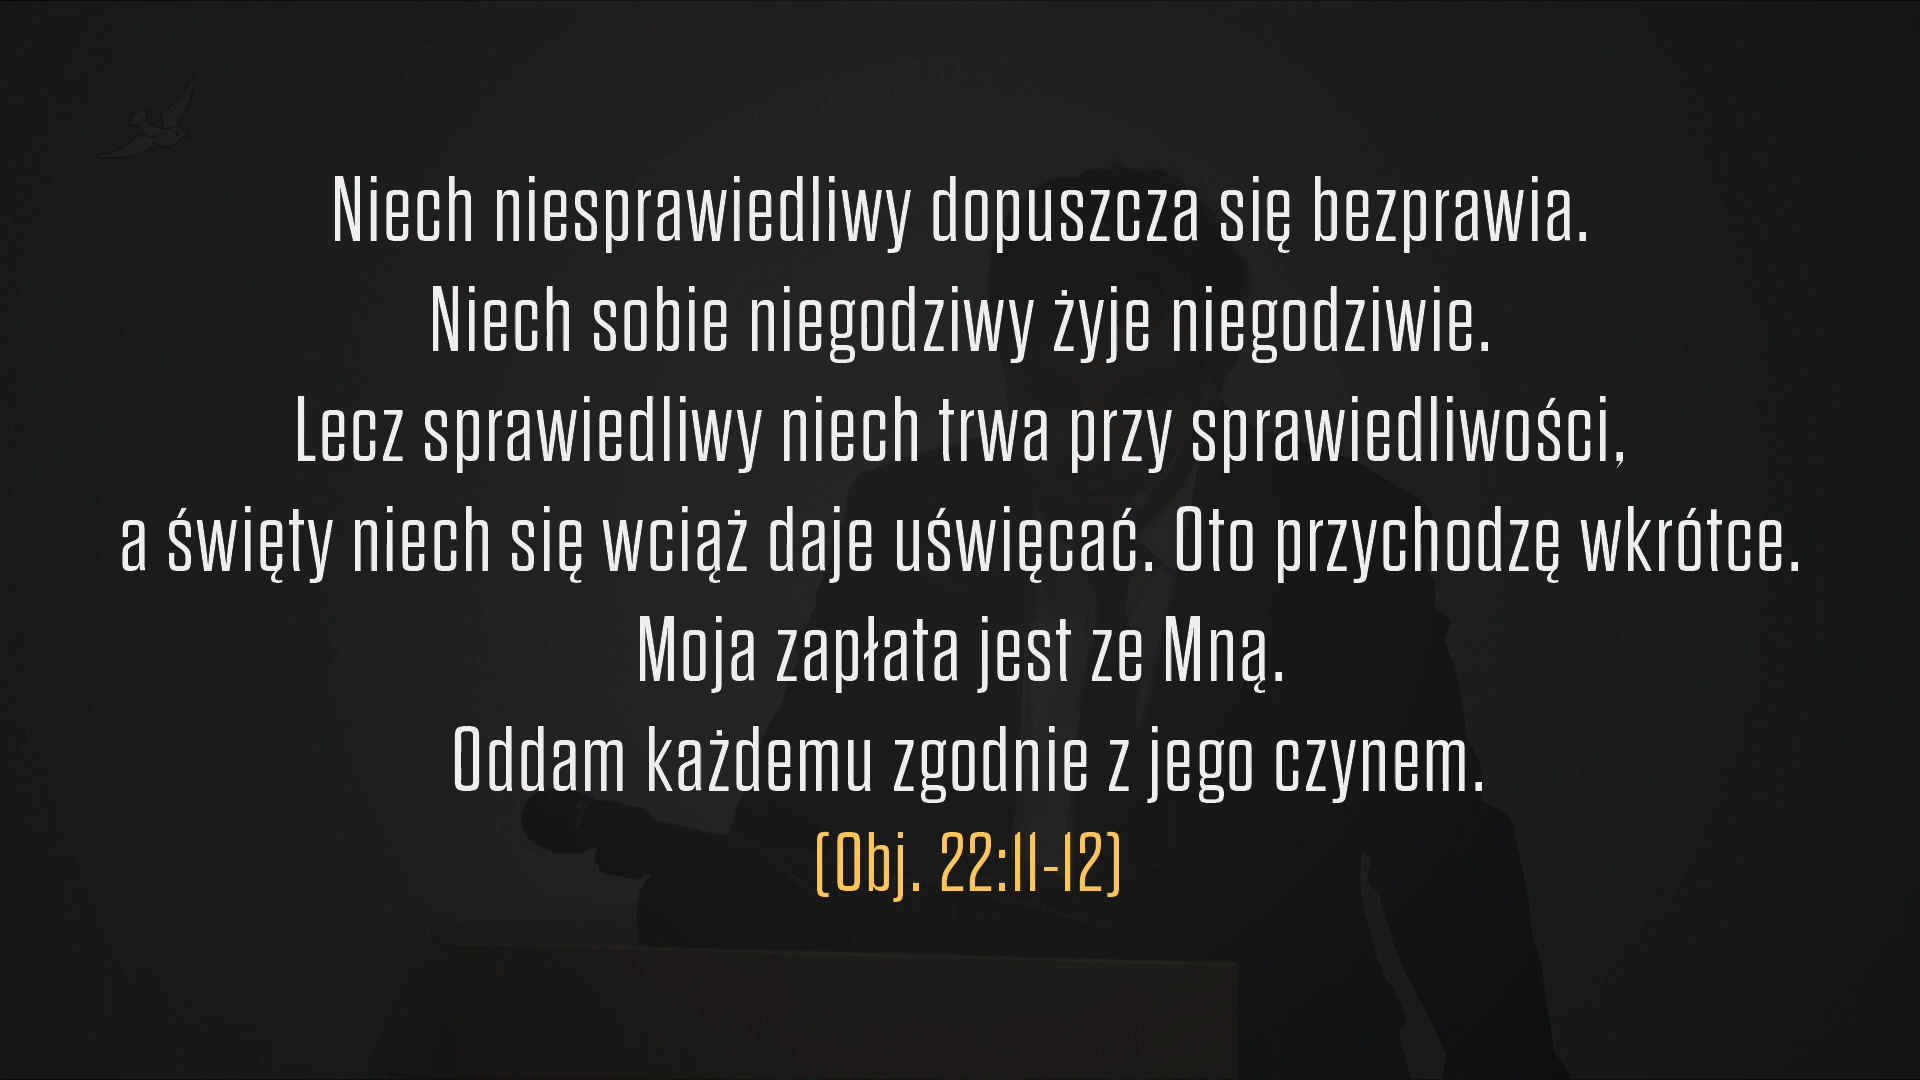 Niech niesprawiedliwy dopuszcza się bezprawia.
Niech sobie niegodziwy żyje niegodziwie.
Lecz sprawiedliwy niech trwa przy sprawiedliwości,
a święty niech się wciąż daje uświęcać. Oto przychodzę wkrótce.
Moja zapłata jest ze Mną.
Oddam każdemu zgodnie z jego czynem.
(Obj. 22:11-12)